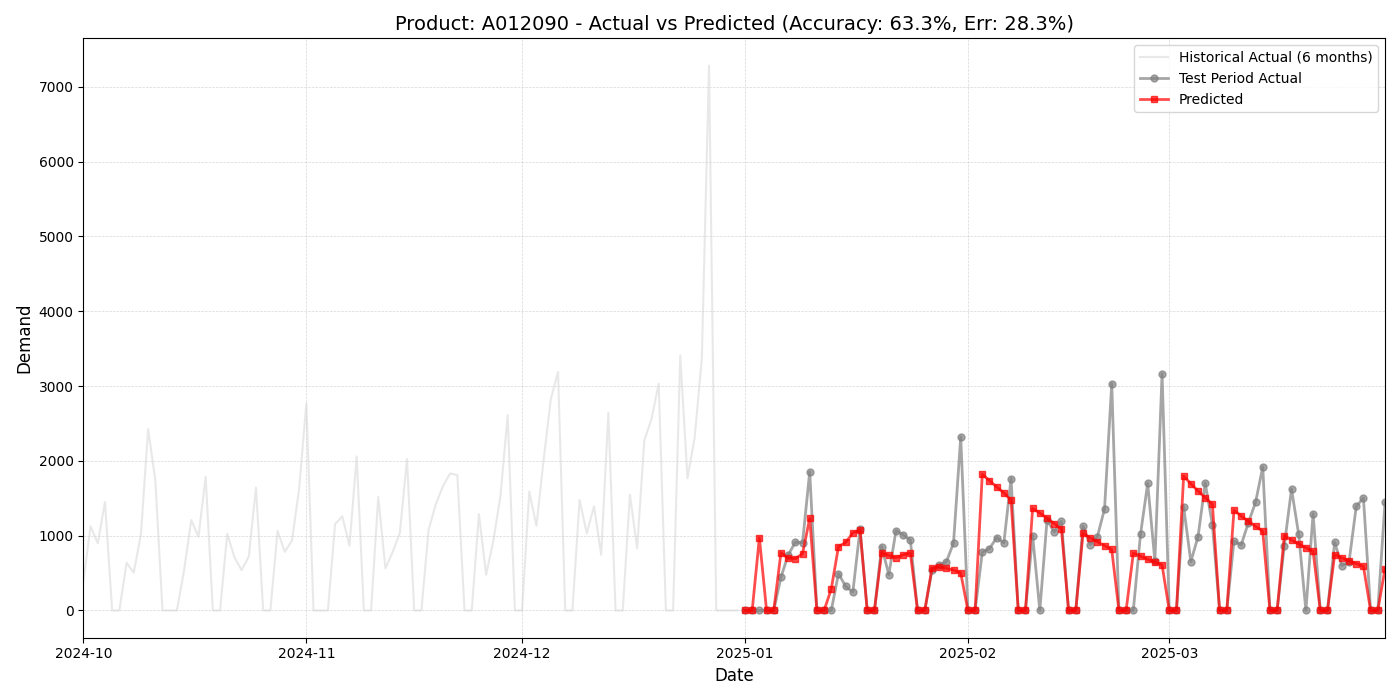 Product: A012090 - Actual vs Predicted (Accuracy: 63.3%, Err: 28.3%)
Historical Actual (6 months)
Test Period Actual
Predicted
Demand
7000
6000
5000
4000
3000
2000
1000
0
2024-10
2024-11
2024-12
2025-01
2025-02
2025-03
Date